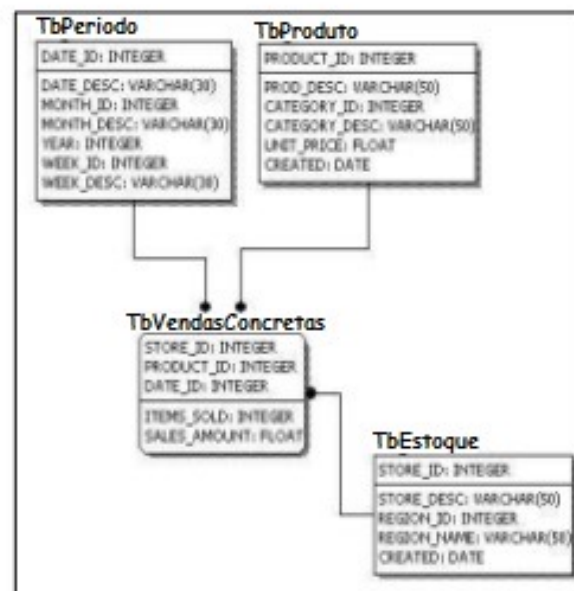 TbPeriodo
DATE_ID: INTEGER
DATE_DESC: VARCHAR(30)
MONTH_ID: INTEGER
MONTH_DESC: VARCHAR(30)
YEAR: INTEGER
WEEK_ID: INTEGER
WEEK_DESC: VARCHAR(30)
TbProduto
PRODUCT_ID: INTEGER
PROD_DESC: VARCHAR(50)
CATEGORY_ID: INTEGER
CATEGORY_DESC: VARCHAR(50)
UNIT_PRICE: FLOAT
CREATED: DATE
TbVendasConcretas
STORE_ID: INTEGER
PRODUCT_ID: INTEGER
DATE_ID: INTEGER
ITEMS_SOLD: INTEGER
SALES_AMOUNT: FLOAT
TbEstoque
STORE_ID: INTEGER
STORE_DESC: VARCHAR(50)
REGION_ID: INTEGER
REGION_NAME: VARCHAR(50)
CREATED: DATE